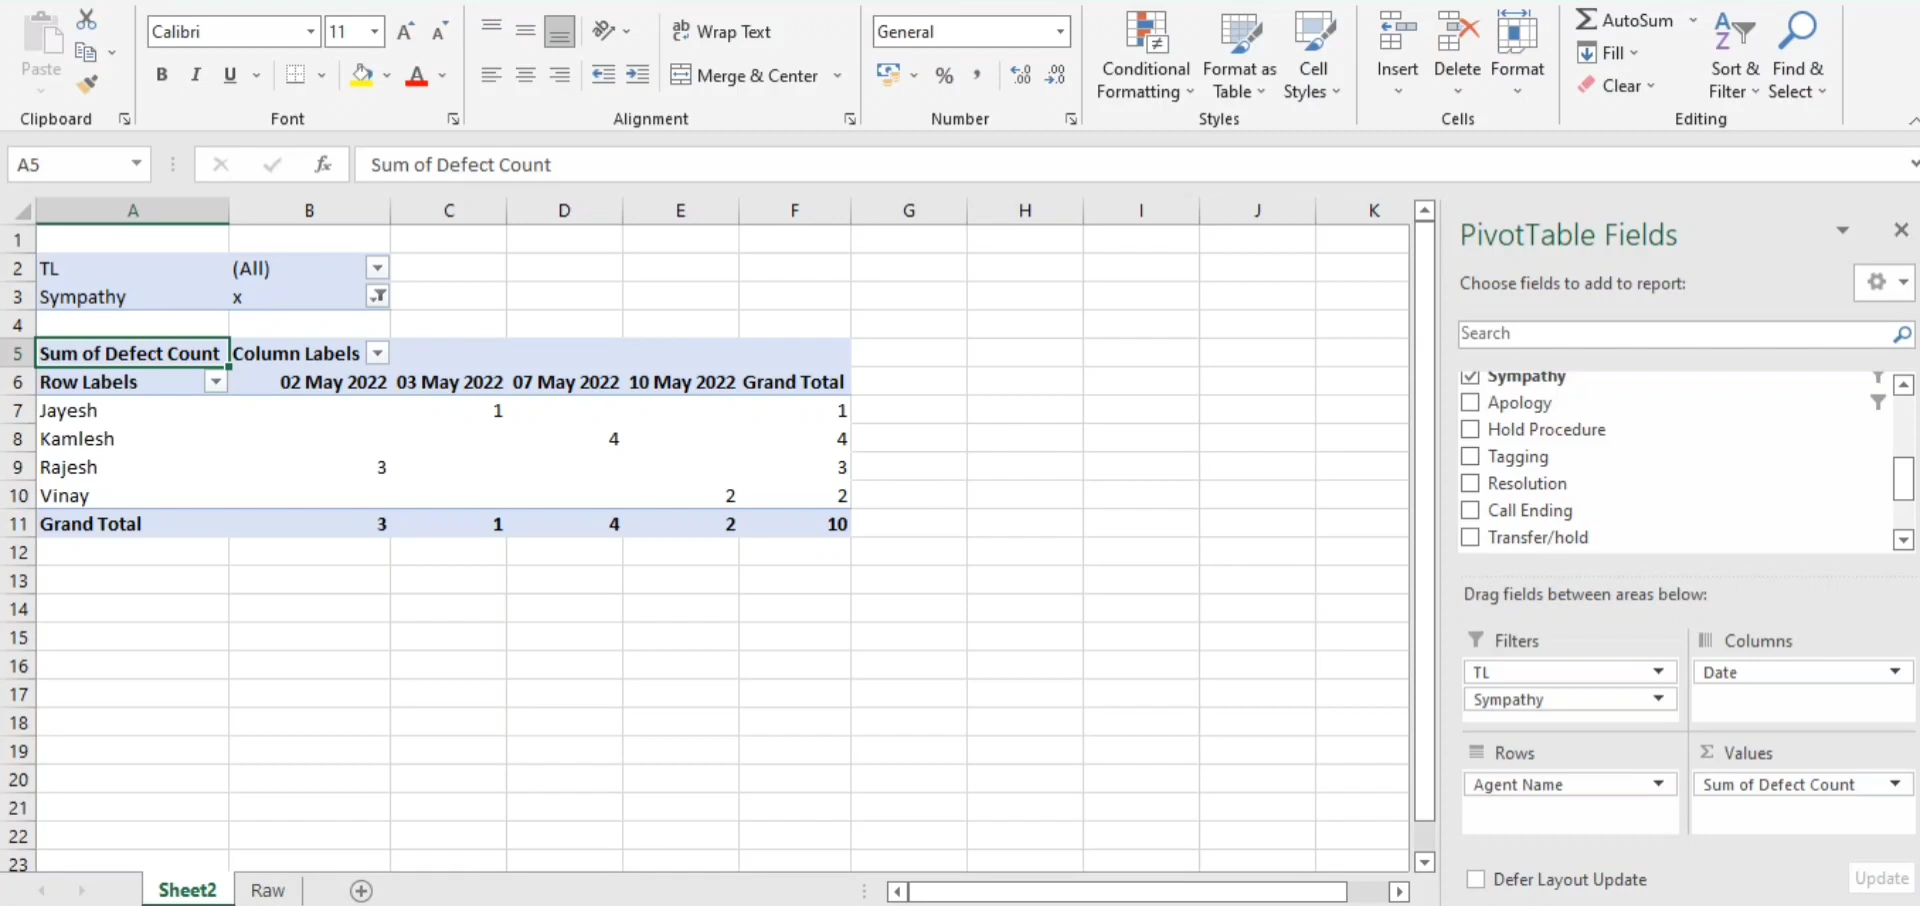 Paste
Clipboard
Calibri
11
A A
B I U
A
Font
ab Wrap Text
Merge & Center
Alignment
General
%
Number
Conditional Formatting
Format as Table
Cell Styles
Styles
Insert
Delete
Format
Cells
AutoSum
Fill
Clear
Sort & Filter
Find & Select
Editing
A5
fx
Sum of Defect Count
A B C D E F G H I J K
1
2 TL (All)
3 Sympathy x
4
5 Sum of Defect Count Column Labels
6 Row Labels 02 May 2022 03 May 2022 07 May 2022 10 May 2022 Grand Total
7 Jayesh 1 1
8 Kamlesh 4 4
9 Rajesh 3 3
10 Vinay 2 2
11 Grand Total 3 1 4 2 10
12
13
14
15
16
17
18
19
20
21
22
23
Sheet2 Raw
PivotTable Fields
Choose fields to add to report:
Search
Sympathy
Apology
Hold Procedure
Tagging
Resolution
Call Ending
Transfer/hold
Drag fields between areas below:
Filters
TL
Sympathy
Columns
Date
Rows
Agent Name
Σ Values
Sum of Defect Count
Defer Layout Update
Update